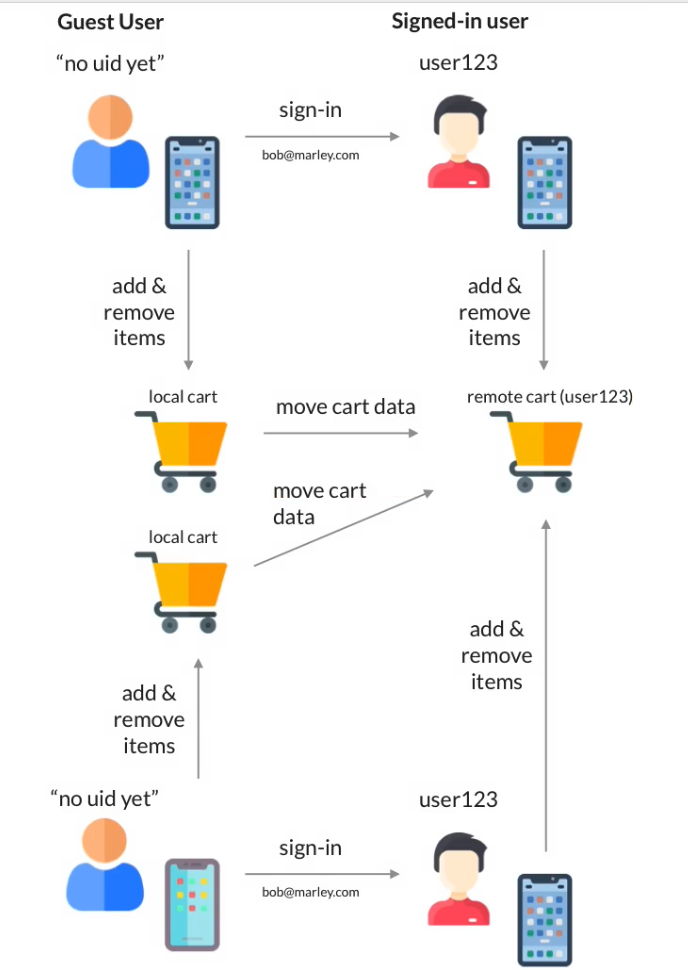 Guest User
Signed-in user
“no uid yet”
user123
sign-in
bob@marley.com
add &
remove
items
add &
remove
items
local cart
move cart data
remote cart (user123)
move cart
data
local cart
add &
remove
items
add &
remove
items
“no uid yet”
user123
sign-in
bob@marley.com